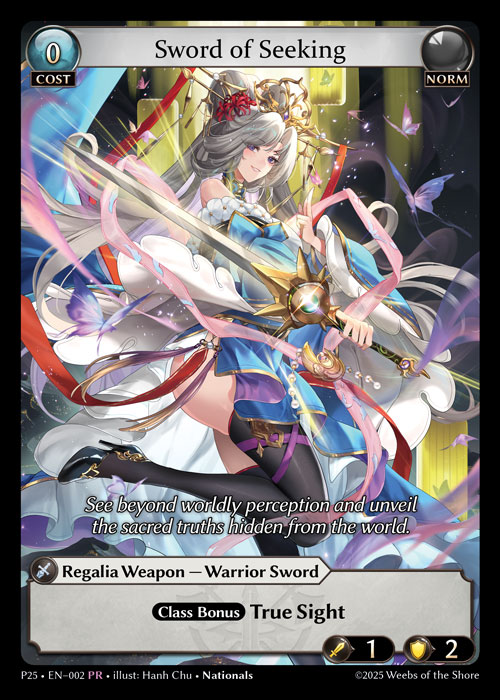 0
COST
Sword of Seeking
NORM
See beyond worldly perception and unveil
the sacred truths hidden from the world.
Regalia Weapon — Warrior Sword
Class Bonus True Sight
1
2
P25 • EN–002 PR • illust: Hanh Chu • Nationals
©2025 Weebs of the Shore